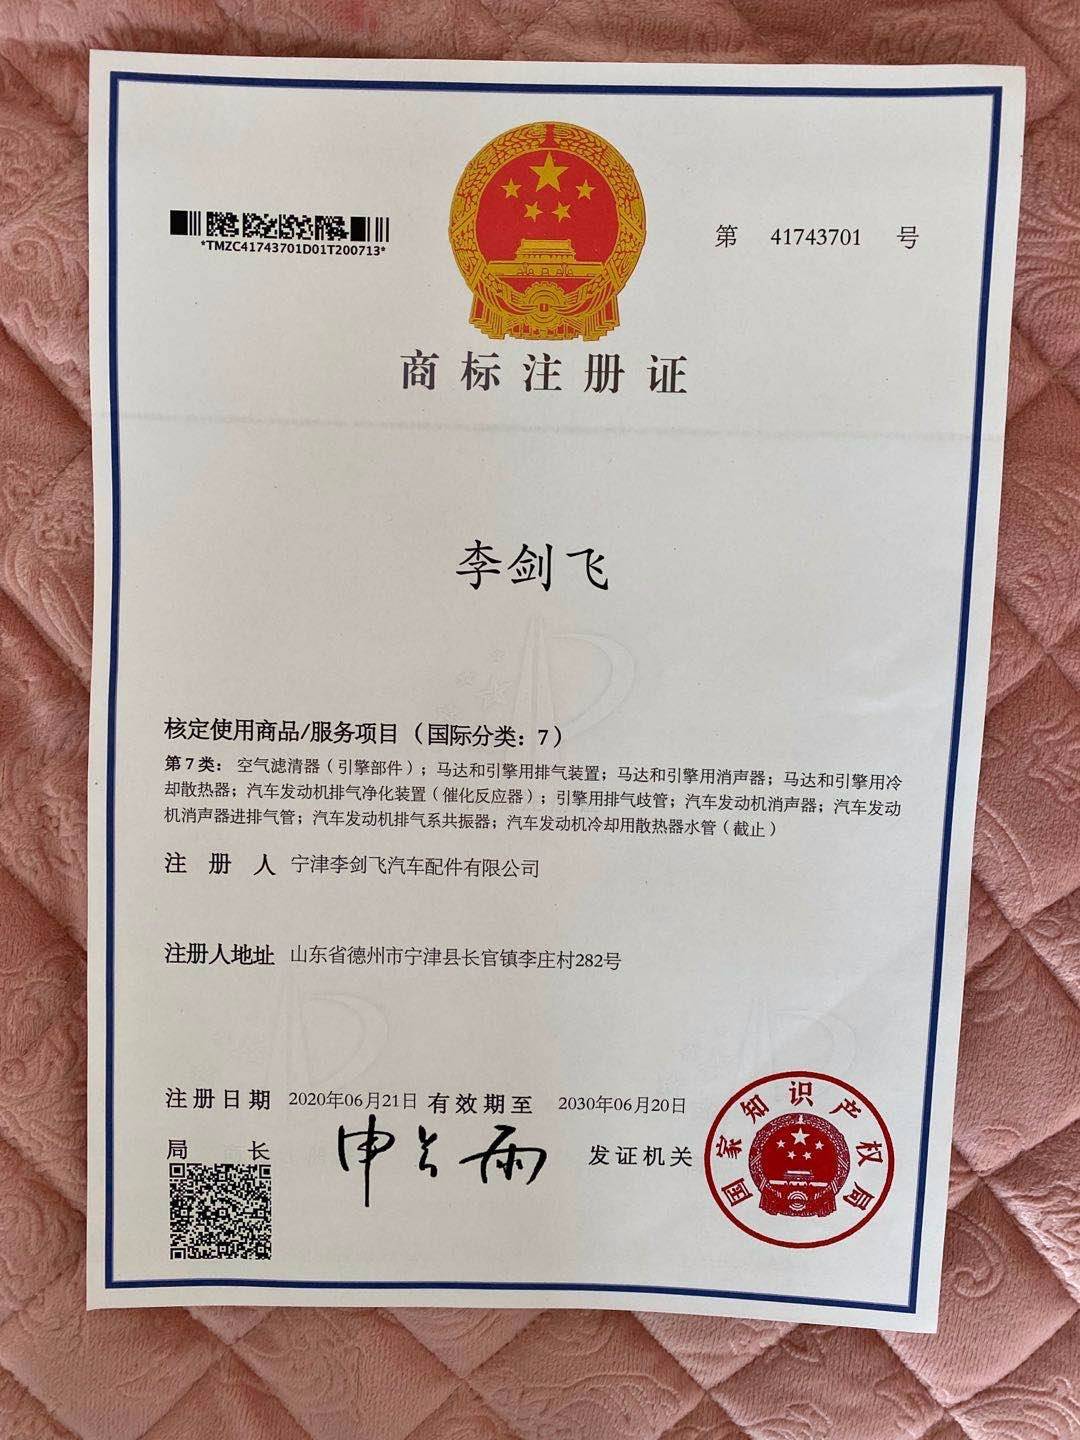 *TMZC41743701D01T200713*
第 41743701 号
商标注册证
李剑飞
核定使用商品/服务项目（国际分类：7）
第7类：空气滤清器（引擎部件）；马达和引擎用排气装置；马达和引擎用消声器；马达和引擎用冷
却散热器；汽车发动机排气净化装置（催化反应器）；引擎用排气歧管；汽车发动机消声器；汽车发动
机消声器进排气管；汽车发动机排气系共振器；汽车发动机冷却用散热器水管（截止）
注 册 人 宁津李剑飞汽车配件有限公司
注册人地址 山东省德州市宁津县长官镇李庄村282号
注册日期 2020年06月21日 有效期至 2030年06月20日
局 长 申长雨 发证机关
国家知识产权局